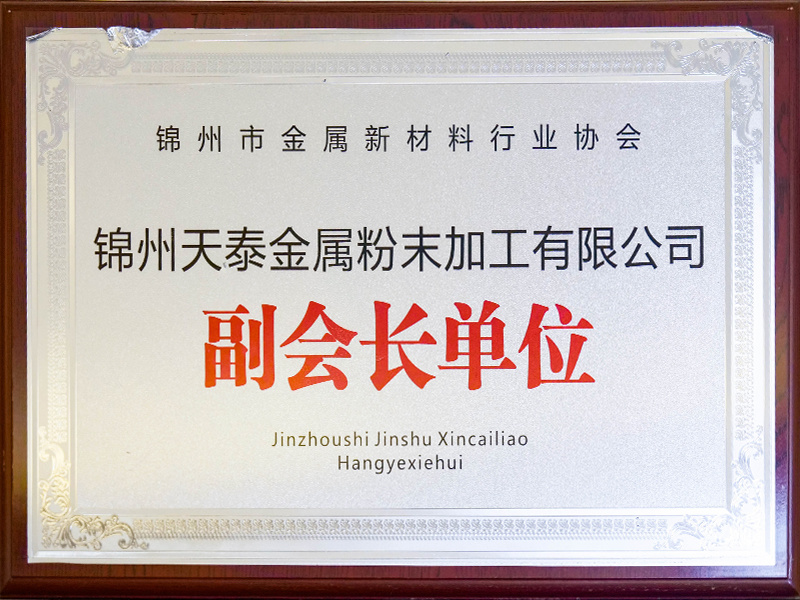 锦州市金属新材料行业协会
锦州天泰金属粉末加工有限公司
副会长单位
Jinzhoushi Jinshu Xincailiao
Hangyexiehui